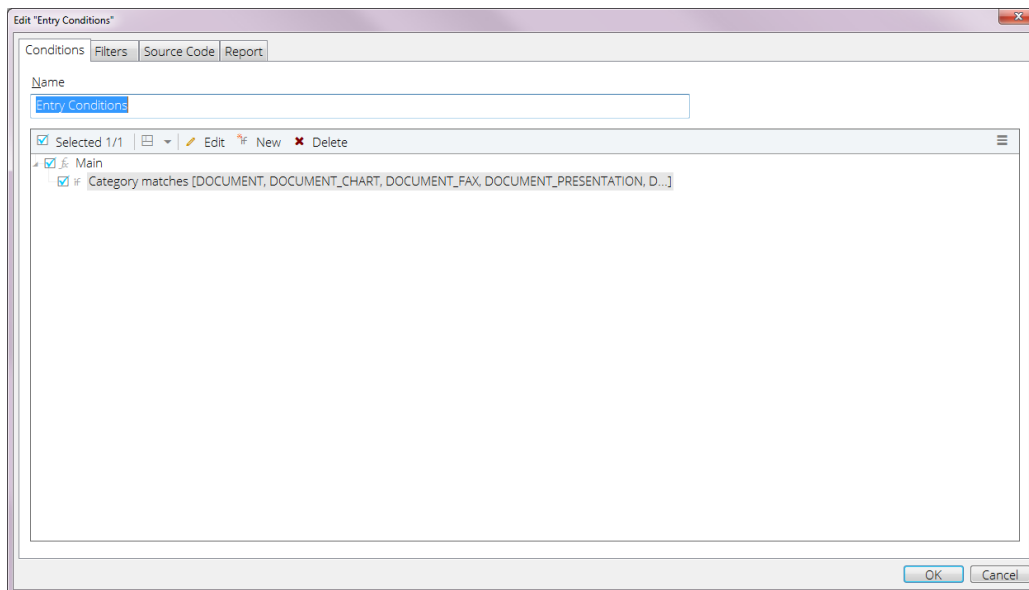 Edit "Entry Conditions"
Conditions Filters Source Code Report
Name
Entry Conditions
Selected 1/1 Edit New Delete
Main
if Category matches [DOCUMENT, DOCUMENT_CHART, DOCUMENT_FAX, DOCUMENT_PRESENTATION, D...]
OK Cancel